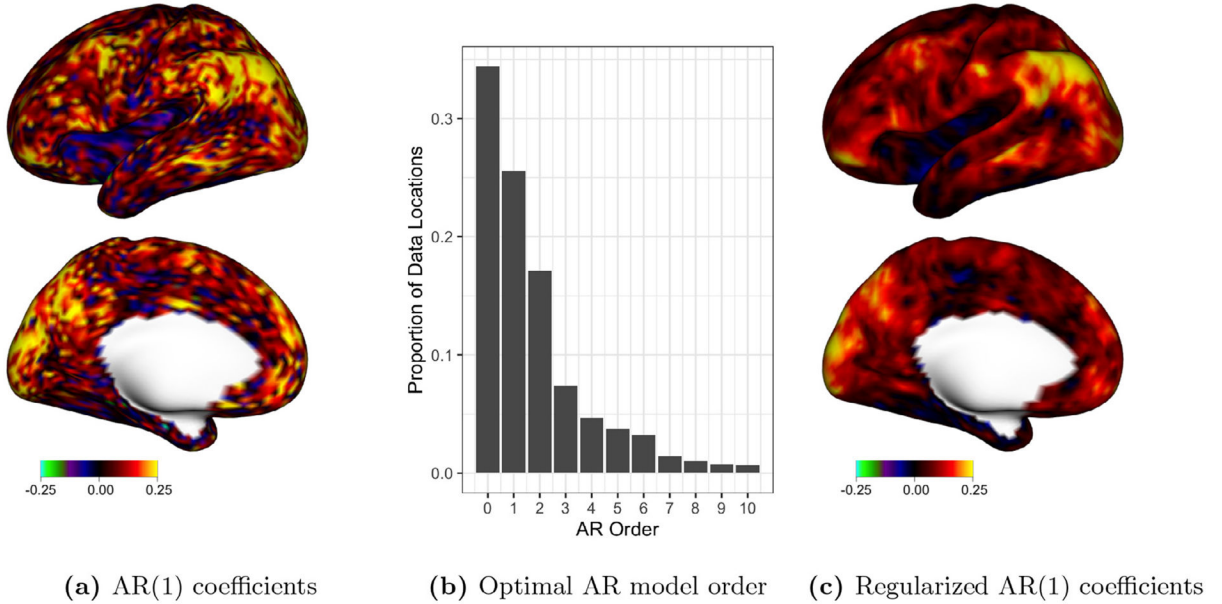 0.3
0.2
0.1
0.0
Proportion of Data Locations
0 1 2 3 4 5 6 7 8 9 10
AR Order
-0.25 0.00 0.25
-0.25 0.00 0.25
(a) AR(1) coefficients
(b) Optimal AR model order
(c) Regularized AR(1) coefficients